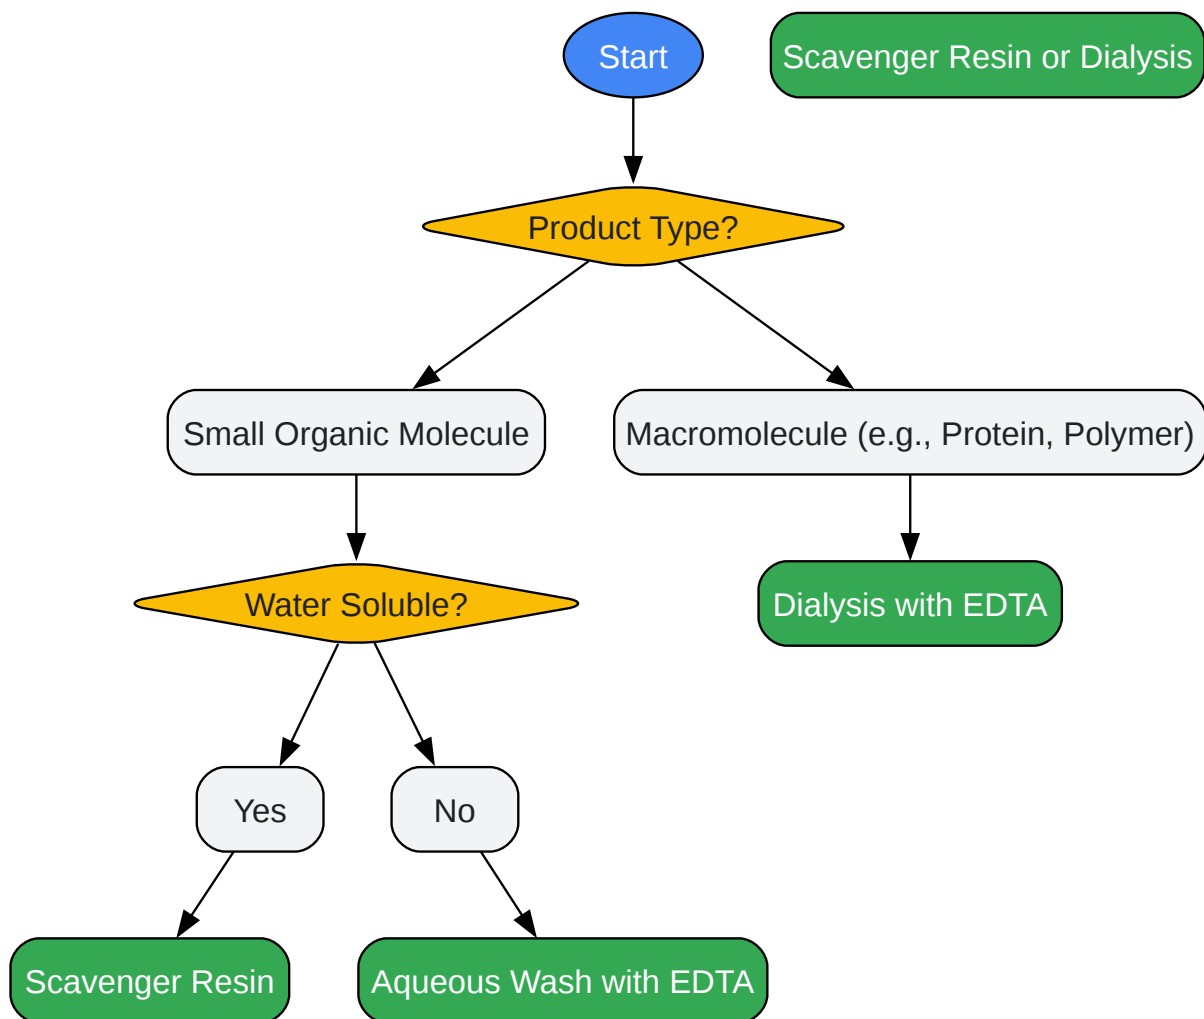 Start
Scavenger Resin or Dialysis
Product Type?
Small Organic Molecule
Macromolecule (e.g., Protein, Polymer)
Water Soluble?
Dialysis with EDTA
Yes
No
Scavenger Resin
Aqueous Wash with EDTA